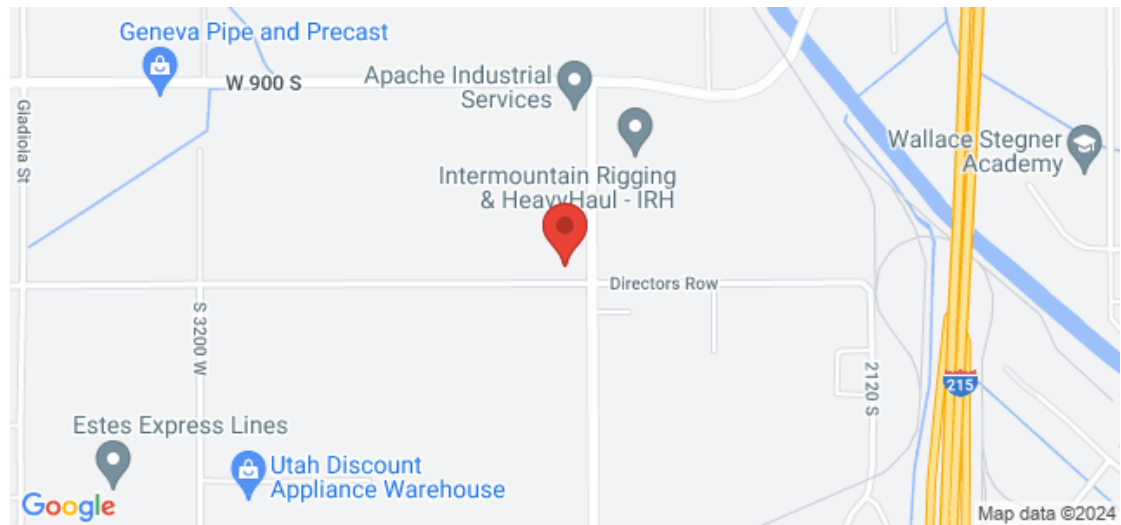 Geneva Pipe and Precast
W 900 S
Apache Industrial
Services
Gladiola St
Wallace Stegner
Academy
Intermountain Rigging
& HeavyHaul - IRH
Directors Row
S 3200 W
2120 S
215
Estes Express Lines
Utah Discount
Appliance Warehouse
Google
Map data ©2024